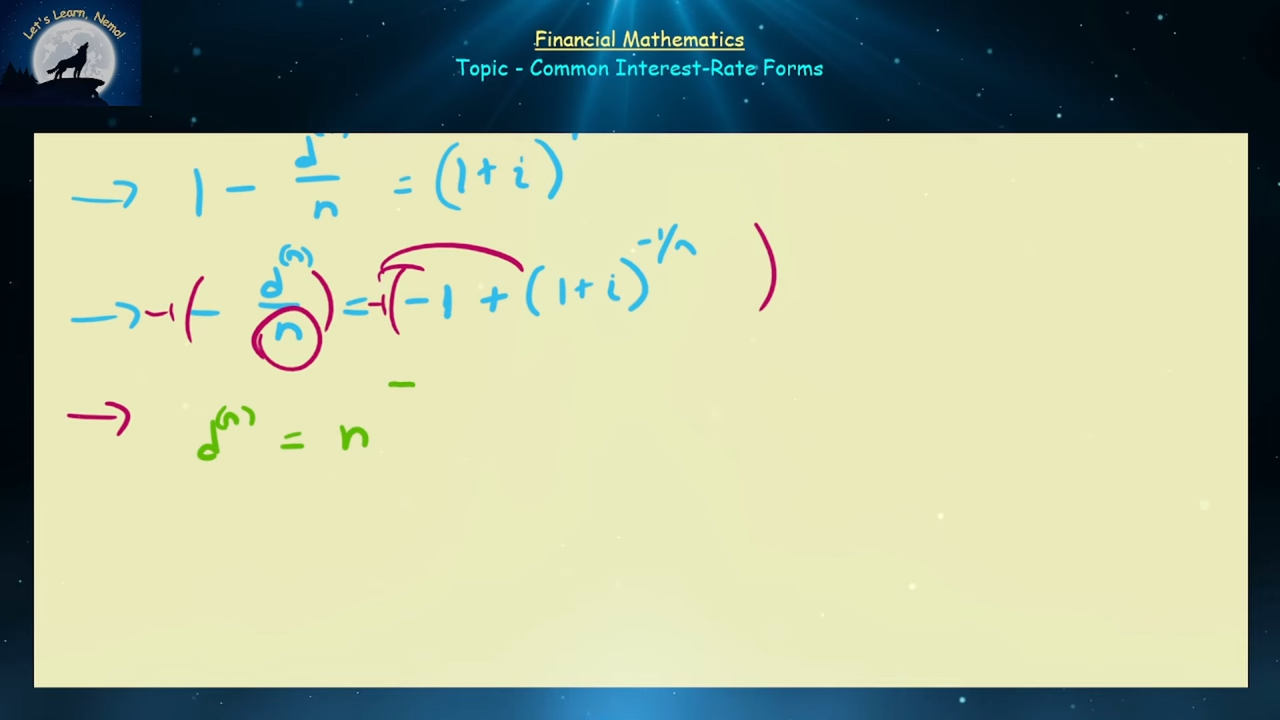 Let's Learn, Nemo!
Financial Mathematics
Topic - Common Interest-Rate Forms
→ 1 - d/n = (1+i)
→ -1(- d^(n)/n) = -1(-1 + (1+i)^-1/n )
→ d^(n) = n -